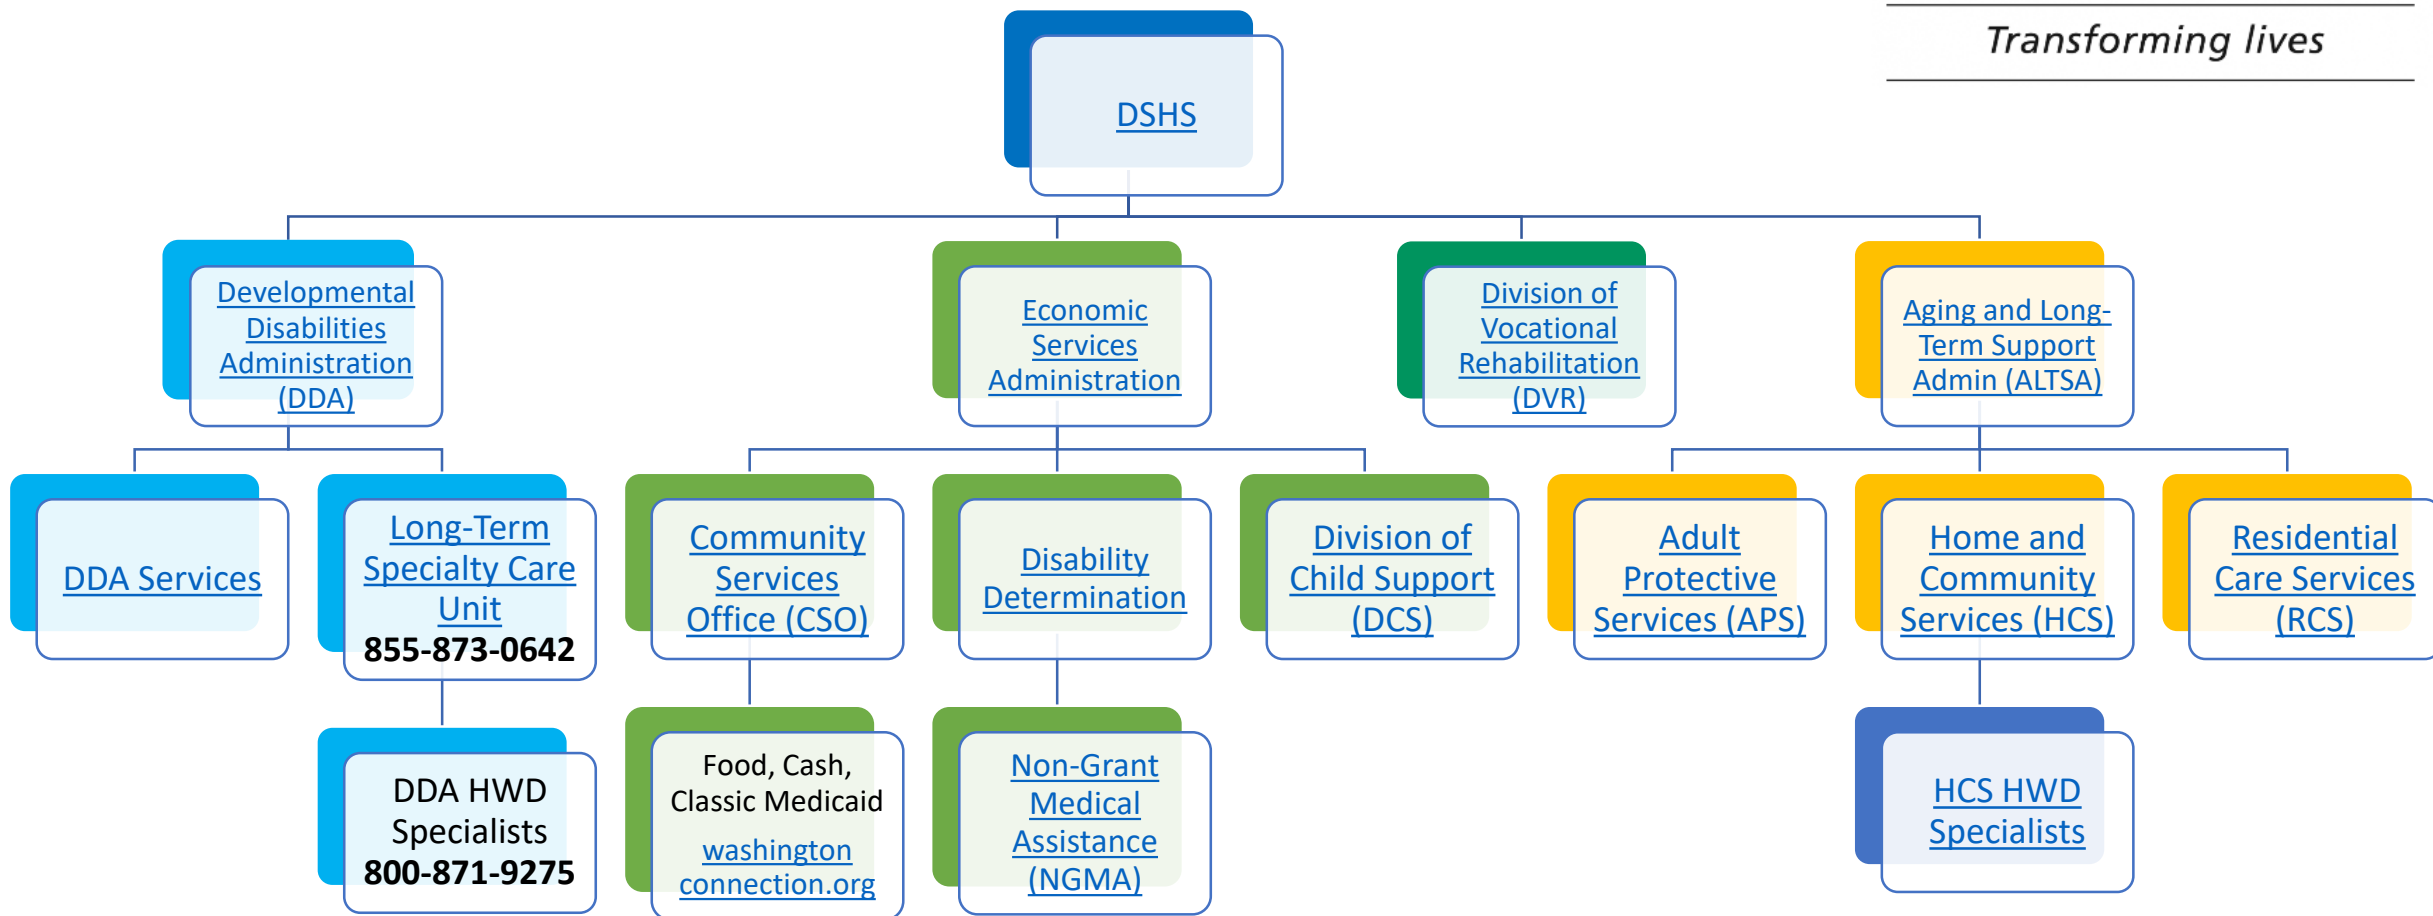 Transforming lives
DSHS
Developmental
Disabilities
Administration
(DDA)
Economic
Services
Administration
Division of
Vocational
Rehabilitation
(DVR)
Aging and Long-
Term Support
Admin (ALTSA)
DDA Services
Long-Term
Specialty Care
Unit
855-873-0642
Community
Services
Office (CSO)
Disability
Determination
Division of
Child Support
(DCS)
Adult
Protective
Services (APS)
Home and
Community
Services (HCS)
Residential
Care Services
(RCS)
DDA HWD
Specialists
800-871-9275
Food, Cash,
Classic Medicaid
washington
connection.org
Non-Grant
Medical
Assistance
(NGMA)
HCS HWD
Specialists